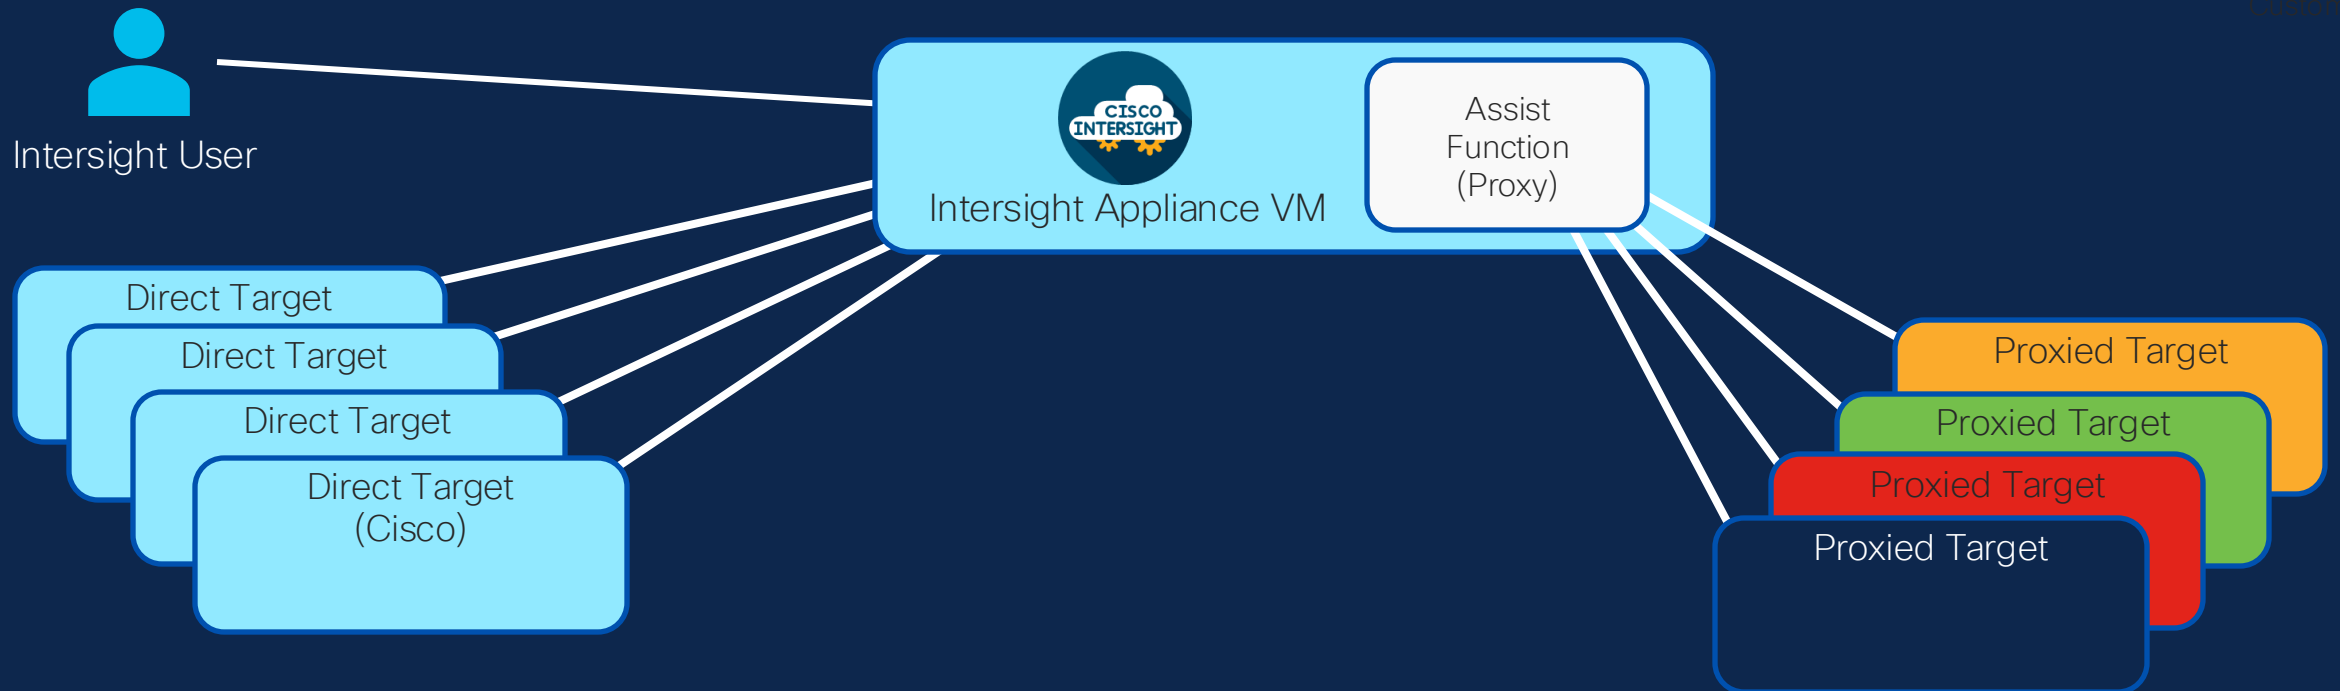 Intersight User
CISCO
INTERSIGHT
Intersight Appliance VM
Assist
Function
(Proxy)
Direct Target
Direct Target
Direct Target
Direct Target
(Cisco)
Proxied Target
Proxied Target
Proxied Target
Proxied Target